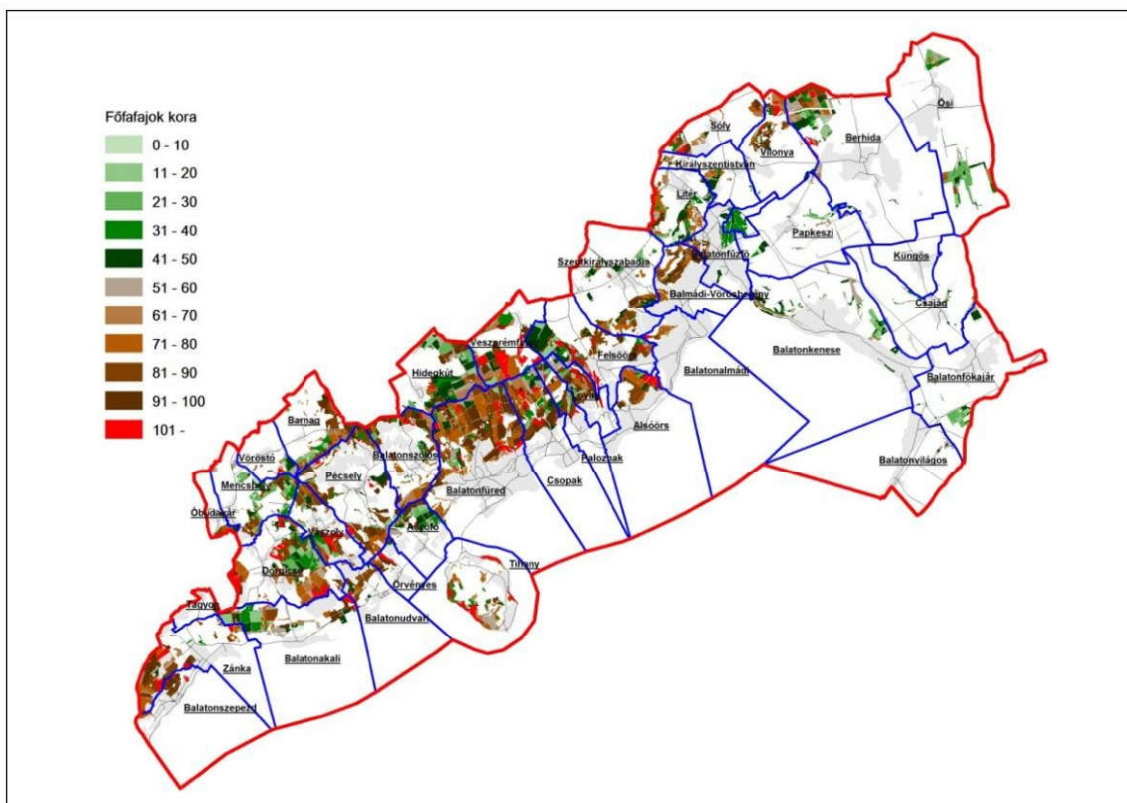 Főfafajok kora
0 - 10
11 - 20
21 - 30
31 - 40
41 - 50
51 - 60
61 - 70
71 - 80
81 - 90
91 - 100
101 -
Ősi
Sóly
Berhida
Vilonya
Királyszentistván
Litér
Papkeszi
Balatonfűzfő
Küngös
Szentkirályszabadja
Balmádi-Vörösberény
Csajág
Veszprémfajsz
Balatonkenese
Felsőörs
Hidegkút
Balatonalmádi
Balatonfőkajár
Lovas
Barnag
Alsóörs
Vöröstó
Balatonszőlős
Paloznak
Balatonvilágos
Pécsely
Mencshely
Csopak
Balatonfüred
Óbudavár
Aszófő
Vászoly
Tihany
Dörgicse
Örvényes
Tagyon
Balatonudvari
Balatonakali
Zánka
Balatonszepezd